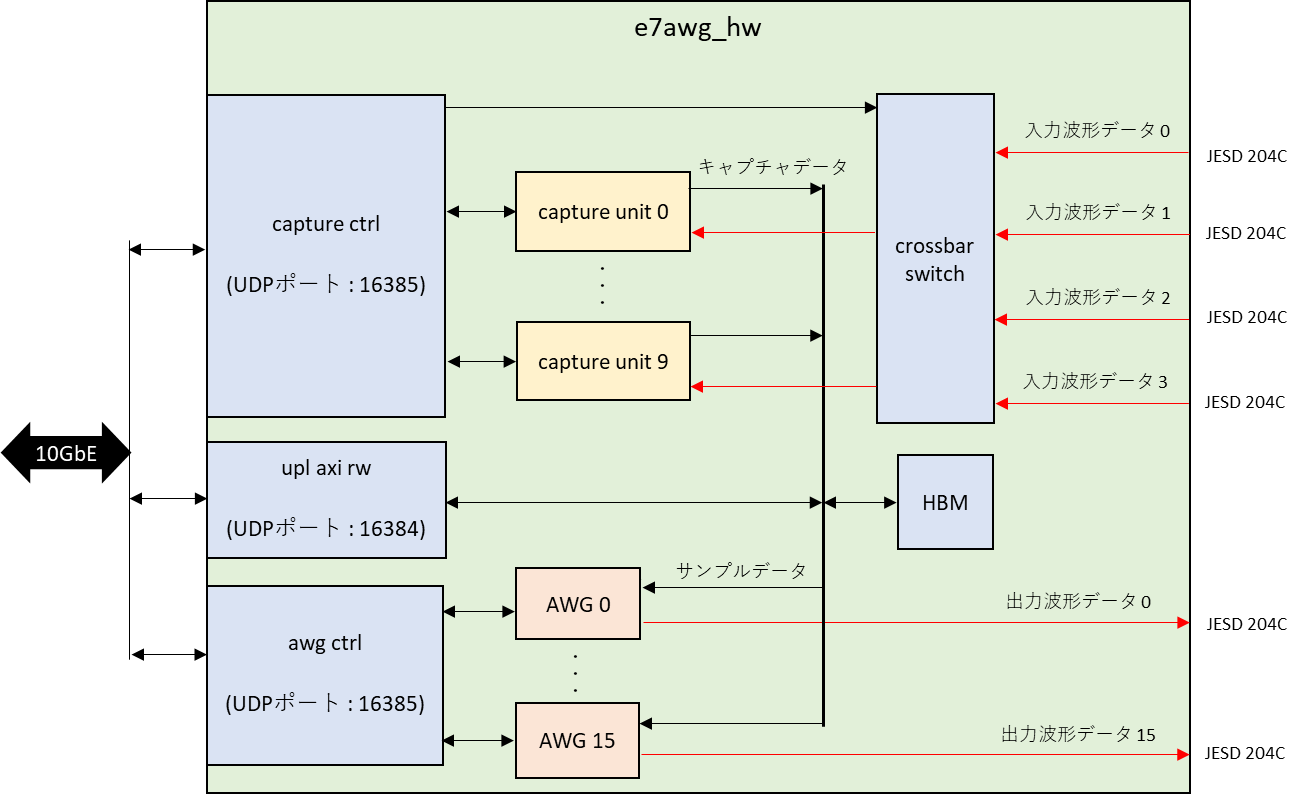 e7awg_hw
capture ctrl
(UDPポート : 16385)
capture unit 0
キャプチャデータ
・・・
capture unit 9
crossbar
switch
入力波形データ0
JESD 204C
入力波形データ1
JESD 204C
入力波形データ2
JESD 204C
入力波形データ3
JESD 204C
10GbE
upl axi rw
(UDPポート : 16384)
HBM
awg ctrl
(UDPポート : 16385)
サンプルデータ
AWG 0
・・・
AWG 15
出力波形データ0
JESD 204C
出力波形データ15
JESD 204C